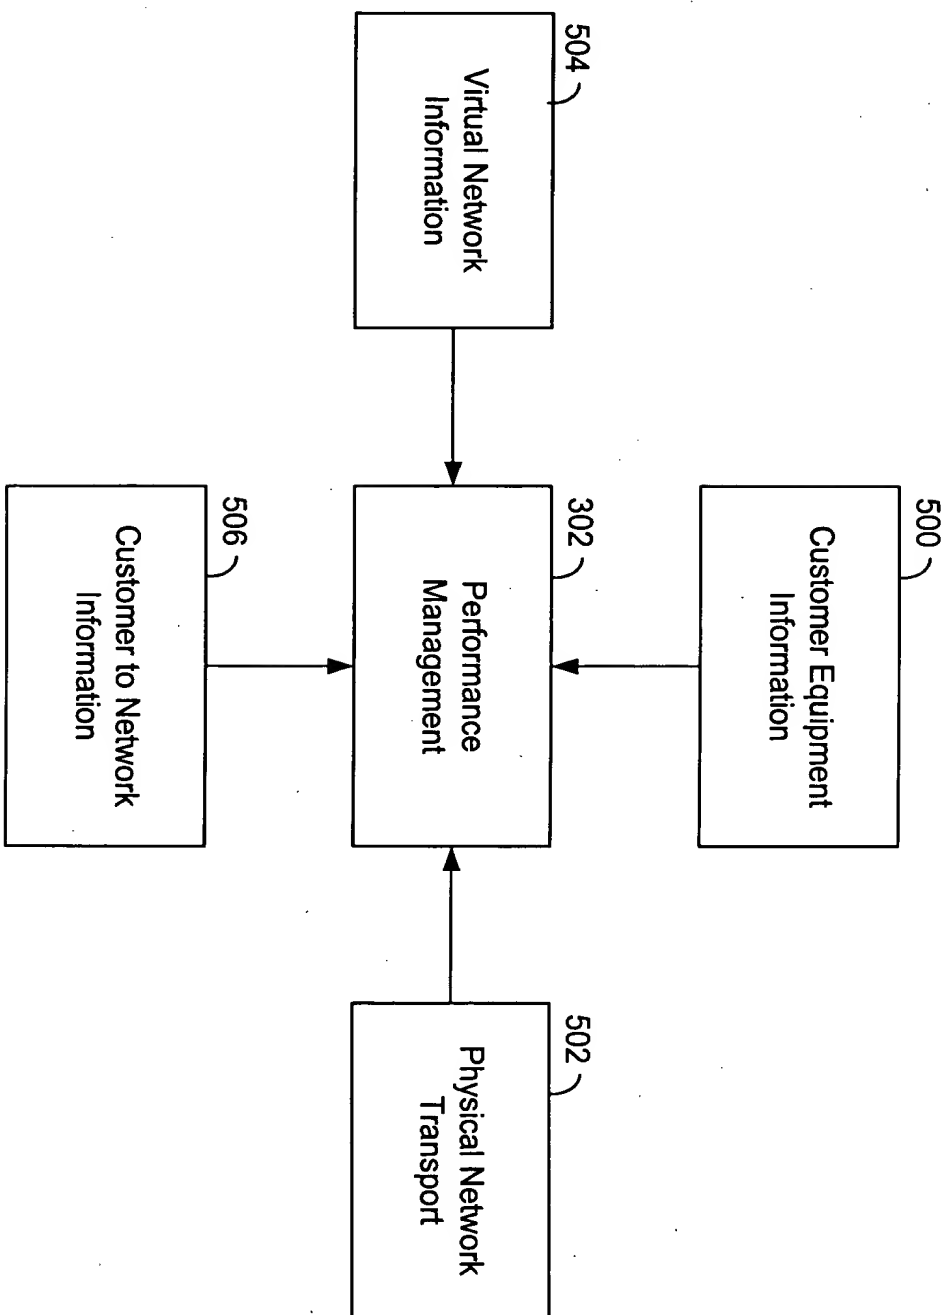 500
Customer Equipment
Information
504
Virtual Network
Information
302
Performance
Management
502
Physical Network
Transport
506
Customer to Network
Information